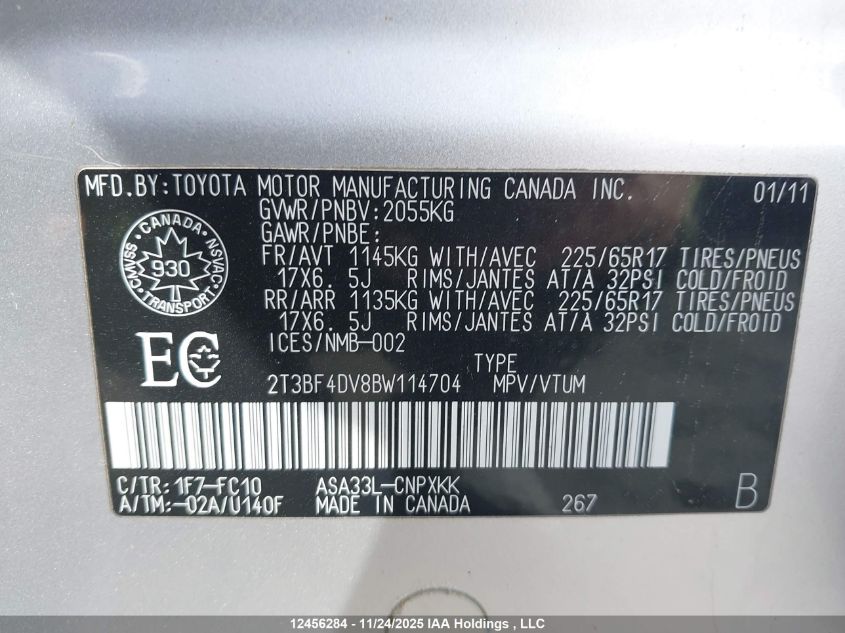 MFD.BY:TOYOTA MOTOR MANUFACTURING CANADA INC. 01/11
GVWR/PNBV:2055KG
GAWR/PNBE:
FR/AVT 1145KG WITH/AVEC 225/65R17 TIRES/PNEUS
17X6. 5J RIMS/JANTES AT/A 32PSI COLD/FROID
RR/ARR 1135KG WITH/AVEC 225/65R17 TIRES/PNEUS
17X6. 5J RIMS/JANTES AT/A 32PSI COLD/FROID
ICES/NMB-002
CANADA
CMVSS 930 NSVAC
TRANSPORT
EC
TYPE
2T3BF4DV8BW114704 MPV/VTUM
C/TR:1F7-FC10 ASA33L-CNPXKK
A/TM:-02A/U140F MADE IN CANADA 267 B
12456284 - 11/24/2025 IAA Holdings , LLC